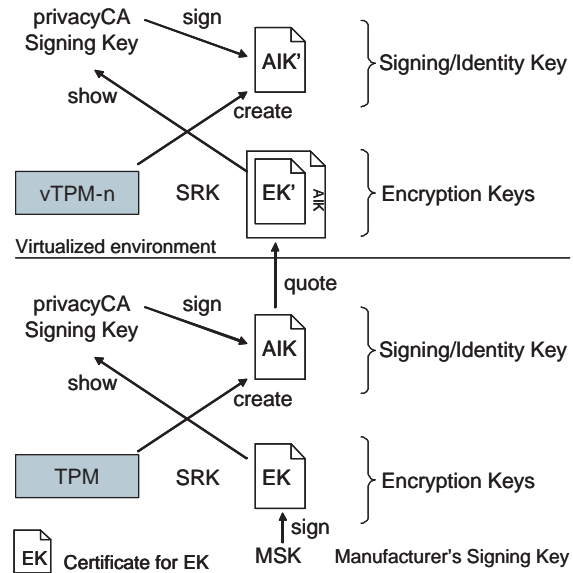 privacyCA
Signing Key
sign
AIK'
Signing/Identity Key
show
create
vTPM-n
SRK
EK'
AIK
Encryption Keys
Virtualized environment
quote
privacyCA
Signing Key
sign
AIK
Signing/Identity Key
show
create
TPM
SRK
EK
Encryption Keys
sign
EK
Certificate for EK
MSK
Manufacturer's Signing Key